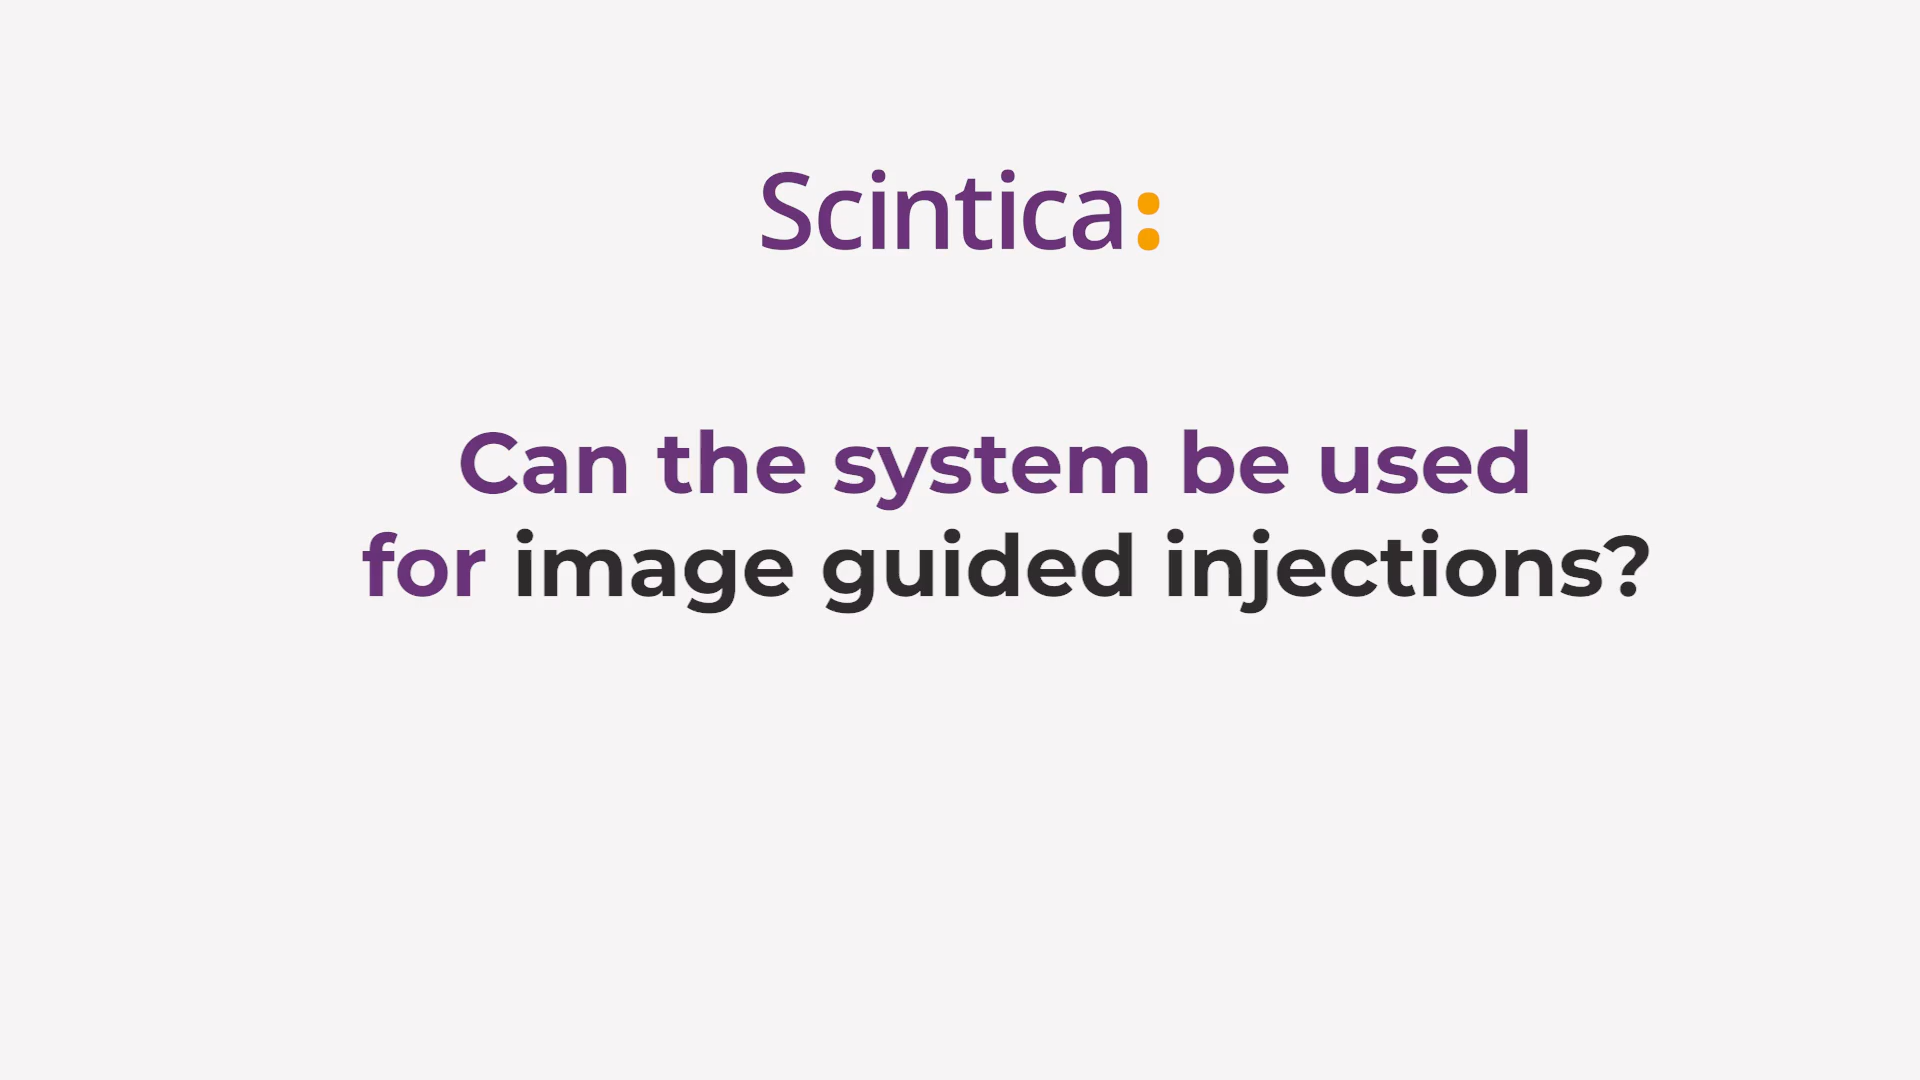 Scintica:
Can the system be used
for image guided injections?